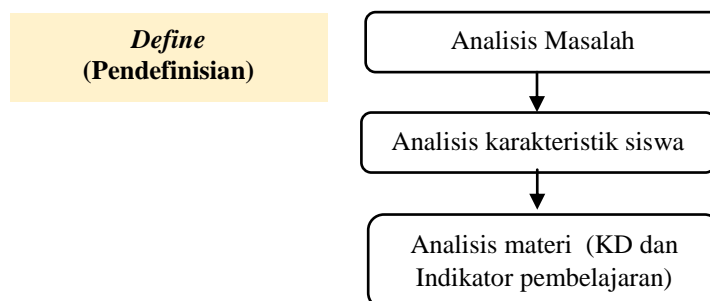 Define
(Pendefinisian)
Analisis Masalah
Analisis karakteristik siswa
Analisis materi (KD dan
Indikator pembelajaran)